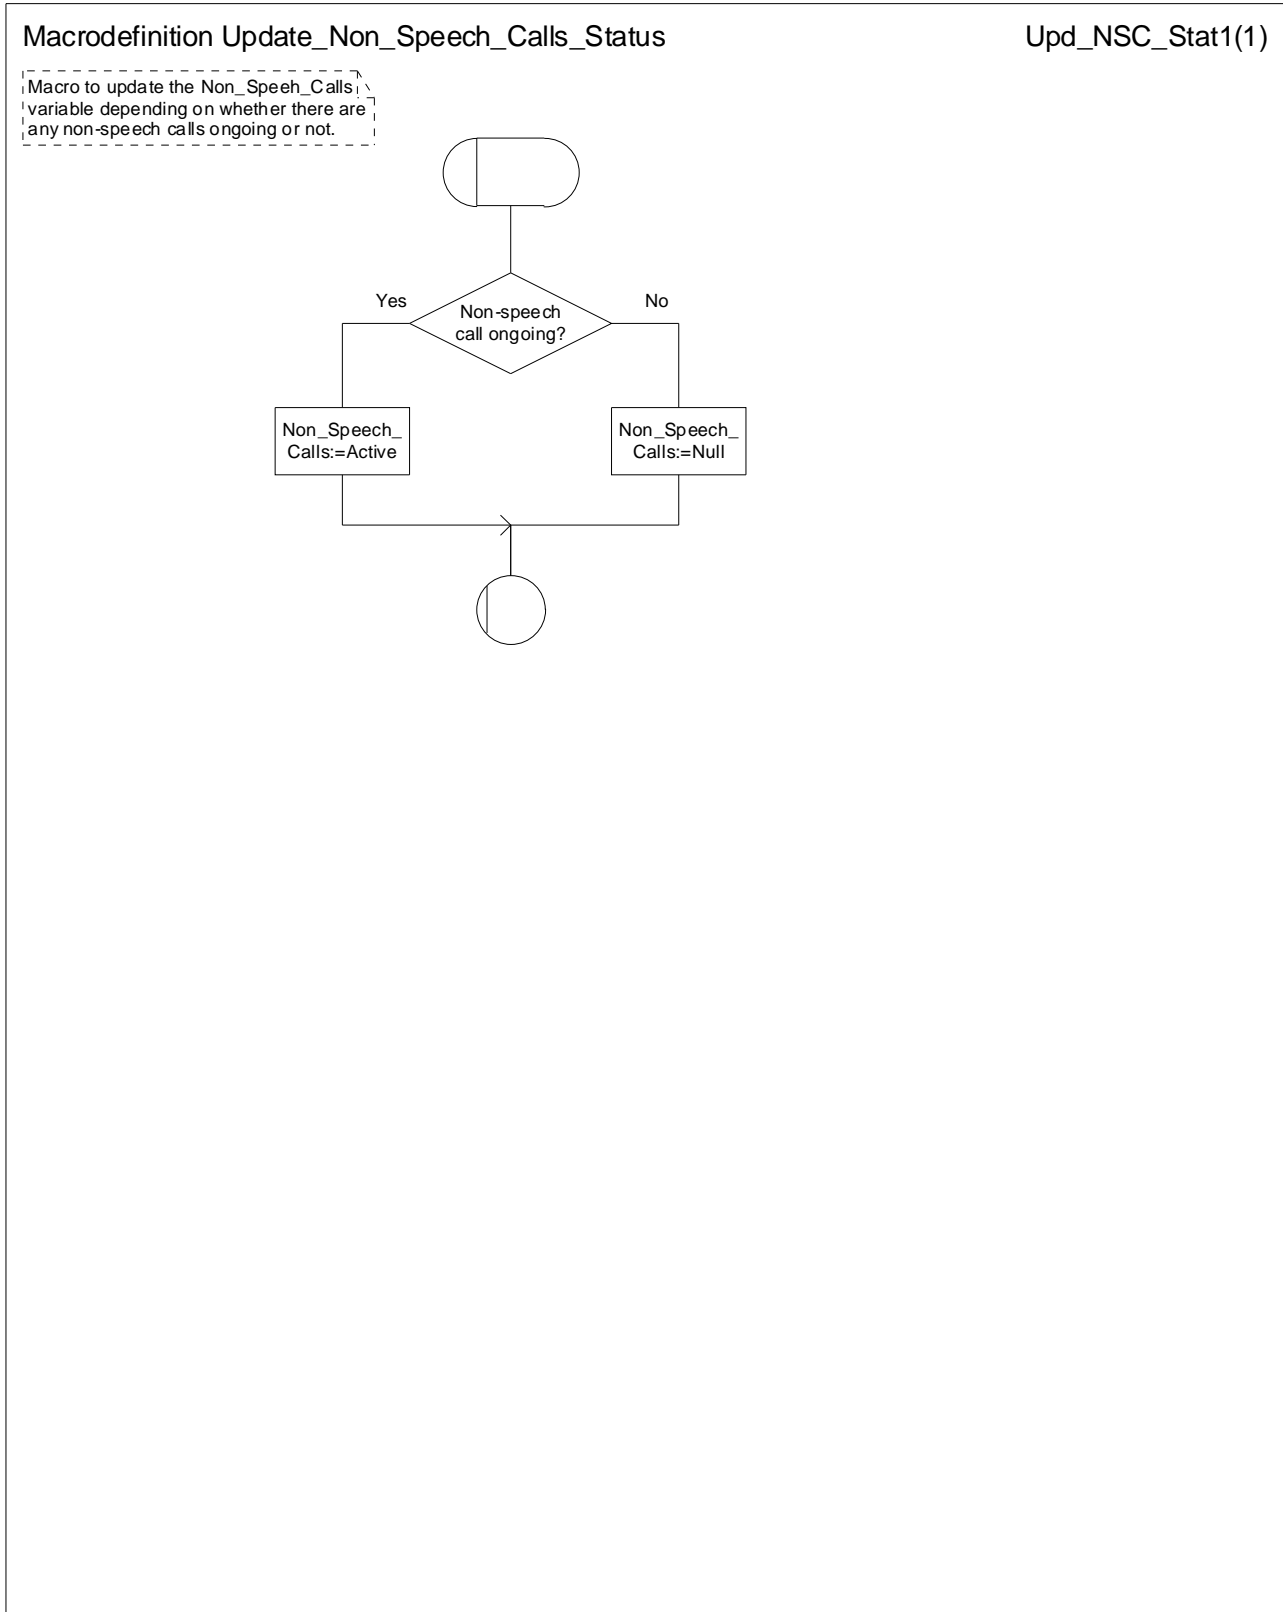 Macrodefinition Update_Non_Speech_Calls_Status
Upd_NSC_Stat1(1)
Macro to update the Non_Speeh_Calls
variable depending on whether there are
any non-speech calls ongoing or not.
Yes
No
Non-speech
call ongoing?
Non_Speech_
Calls:=Active
Non_Speech_
Calls:=Null